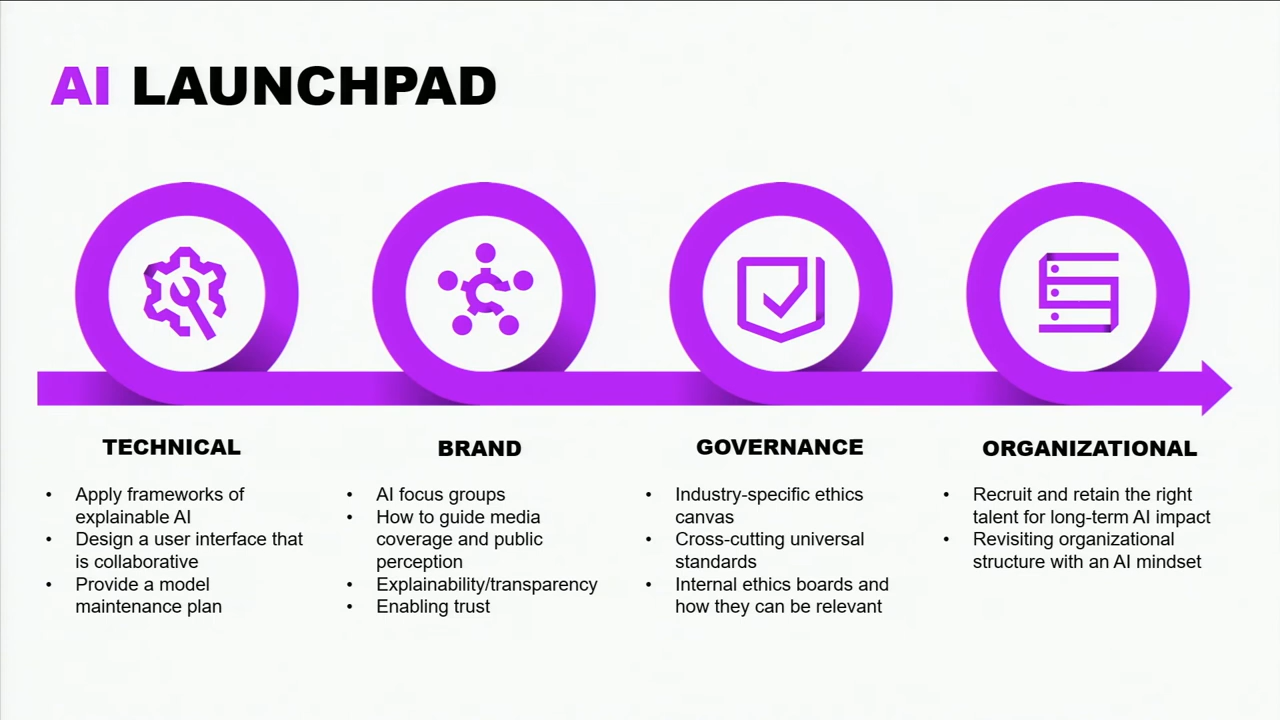 AI LAUNCHPAD
TECHNICAL
• Apply frameworks of
explainable AI
• Design a user interface that
is collaborative
• Provide a model
maintenance plan
BRAND
• AI focus groups
• How to guide media
coverage and public
perception
• Explainability/transparency
• Enabling trust
GOVERNANCE
• Industry-specific ethics
canvas
• Cross-cutting universal
standards
• Internal ethics boards and
how they can be relevant
ORGANIZATIONAL
• Recruit and retain the right
talent for long-term AI impact
• Revisiting organizational
structure with an AI mindset